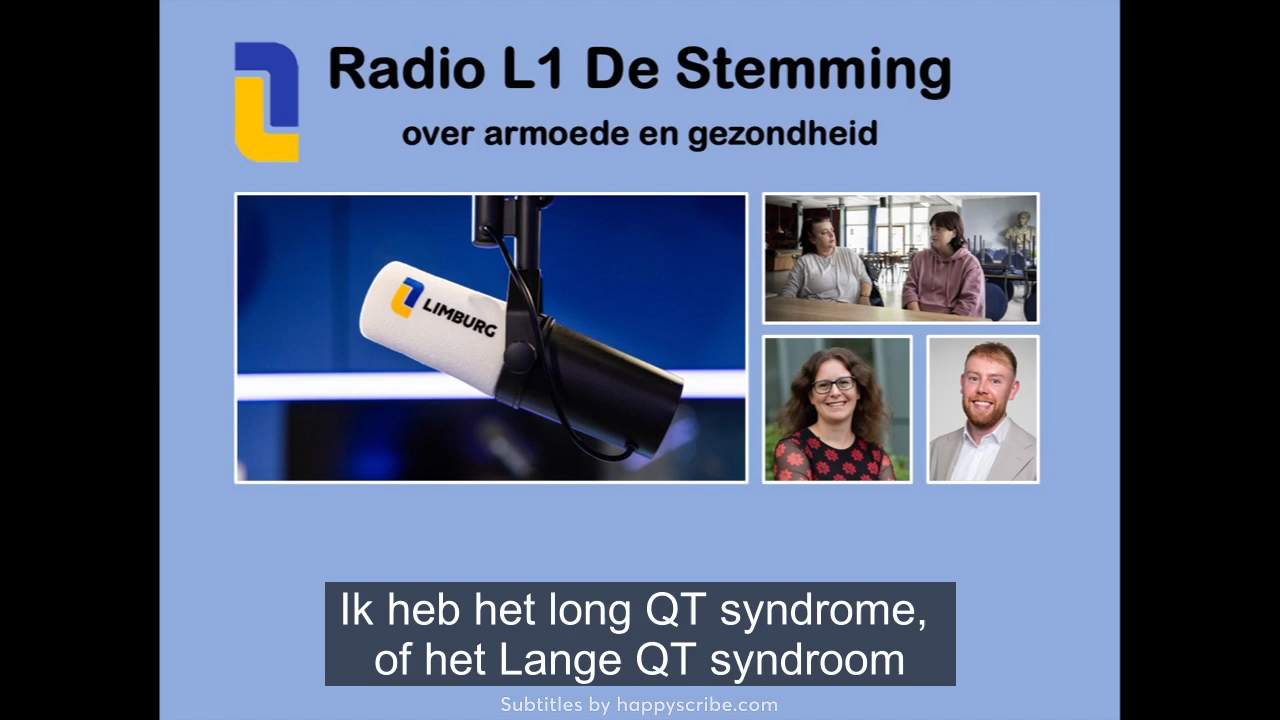 Radio L1 De Stemming
over armoede en gezondheid
LIMBURG
Ik heb het long QT syndrome,
of het Lange QT syndroom
Subtitles by happyscribe.com